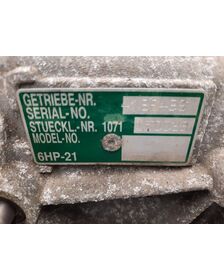 GETRIEBE-NR.
SERIAL-NO.
STUECKL.-NR. 1071
MODEL-NO.
6HP-21